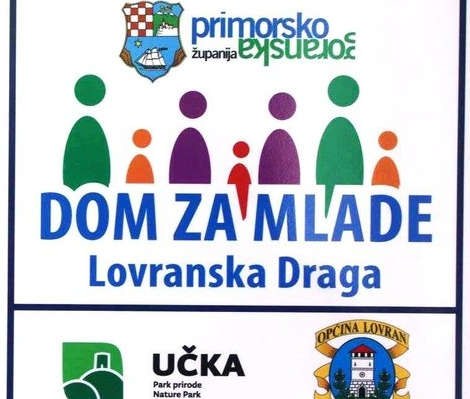 primorsko
goranska
županija
DOM ZA MLADE
Lovranska Draga
UČKA
Park prirode
Nature Park
OPĆINA LOVRAN